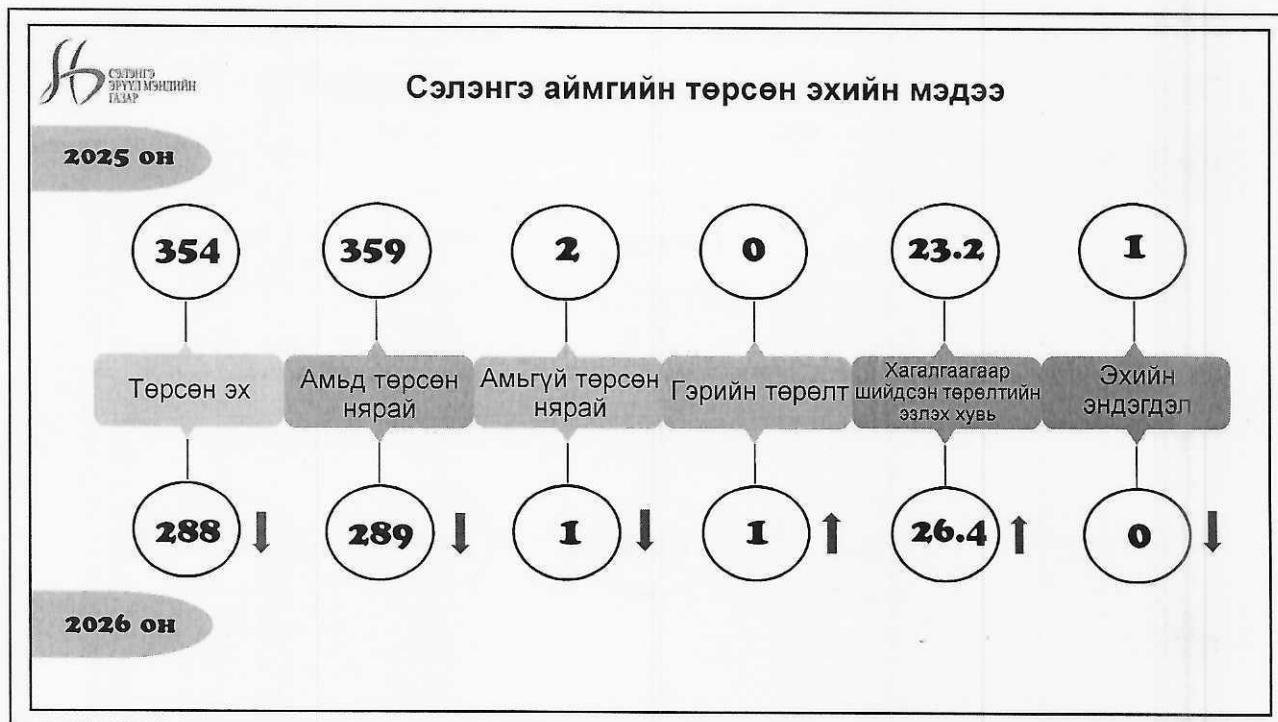 СЭЛЭНГЭ
ЭРҮҮЛ МЭНДИЙН
ГАЗАР
Сэлэнгэ аймгийн төрсөн эхийн мэдээ
2025 он
354 359 2 0 23.2 1
Төрсөн эх
Амьд төрсөн
нярай
Амьгүй төрсөн
нярай
Гэрийн төрөлт
Хагалгаагаар
шийдсэн төрөлтийн
эзлэх хувь
Эхийн
эндэгдэл
288 289 1 1 26.4 0
2026 он